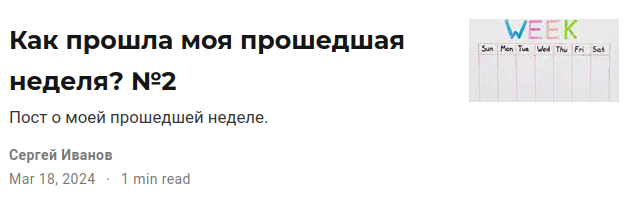 Как прошла моя прошедшая
неделя? №2
Пост о моей прошедшей неделе.
Сергей Иванов
Mar 18, 2024 · 1 min read
WEEK
Sun Mon Tue Wed Thu Fri Sat